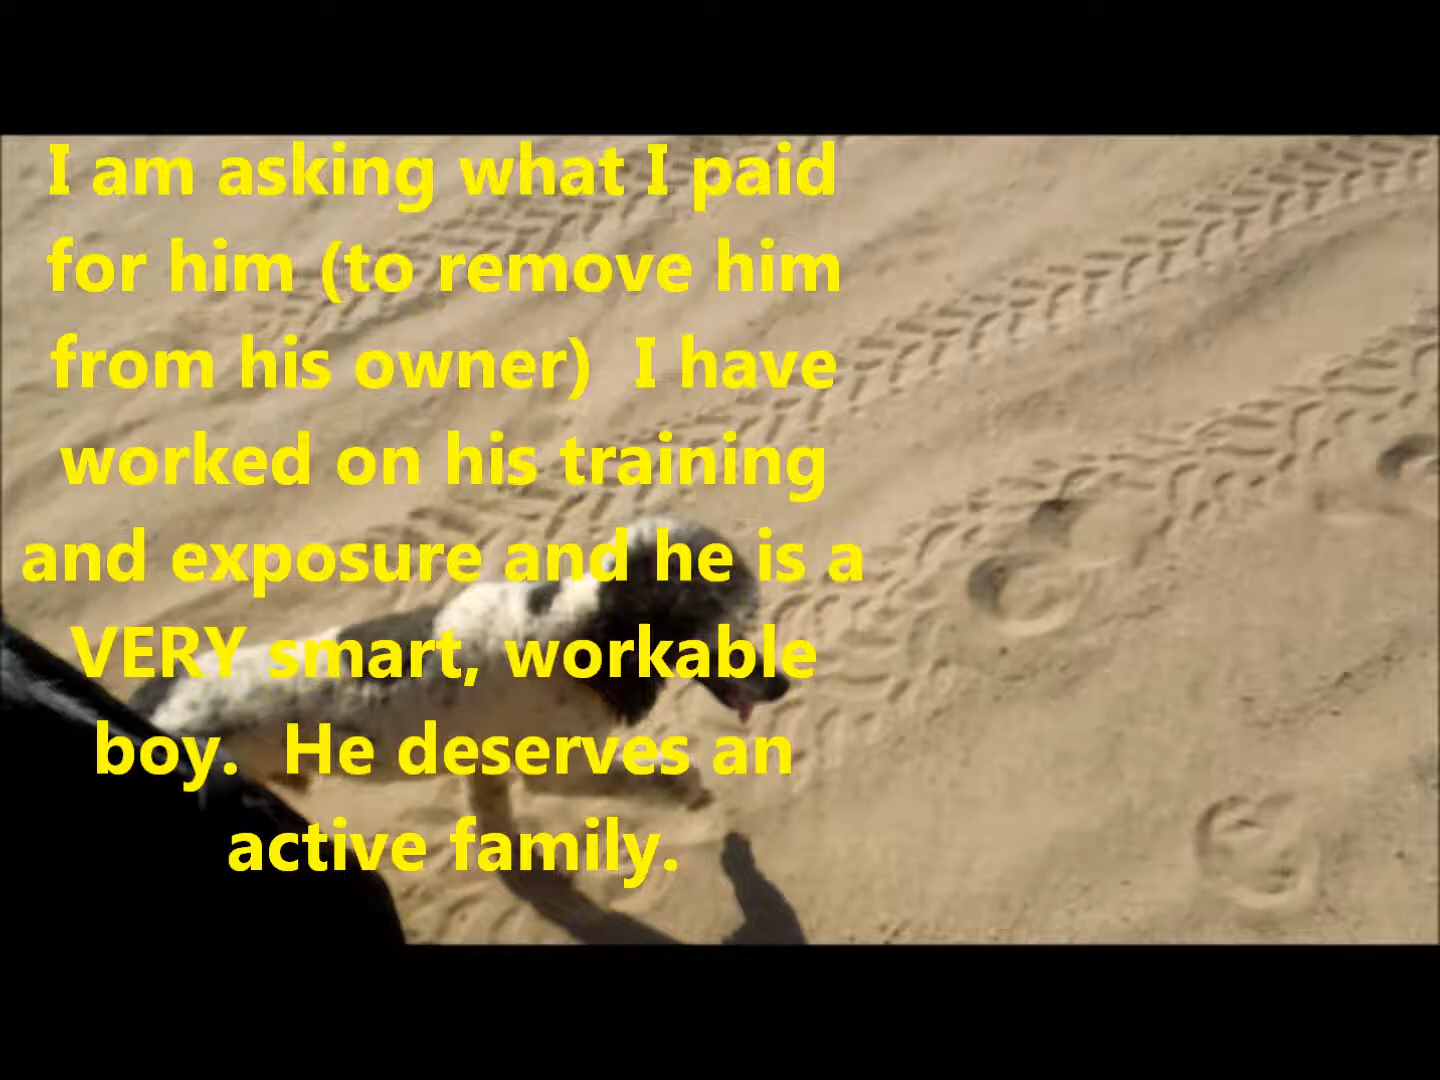 I am asking what I paid
for him (to remove him
from his owner)  I have
worked on his training
and exposure and he is a
VERY smart, workable
boy.  He deserves an
active family.